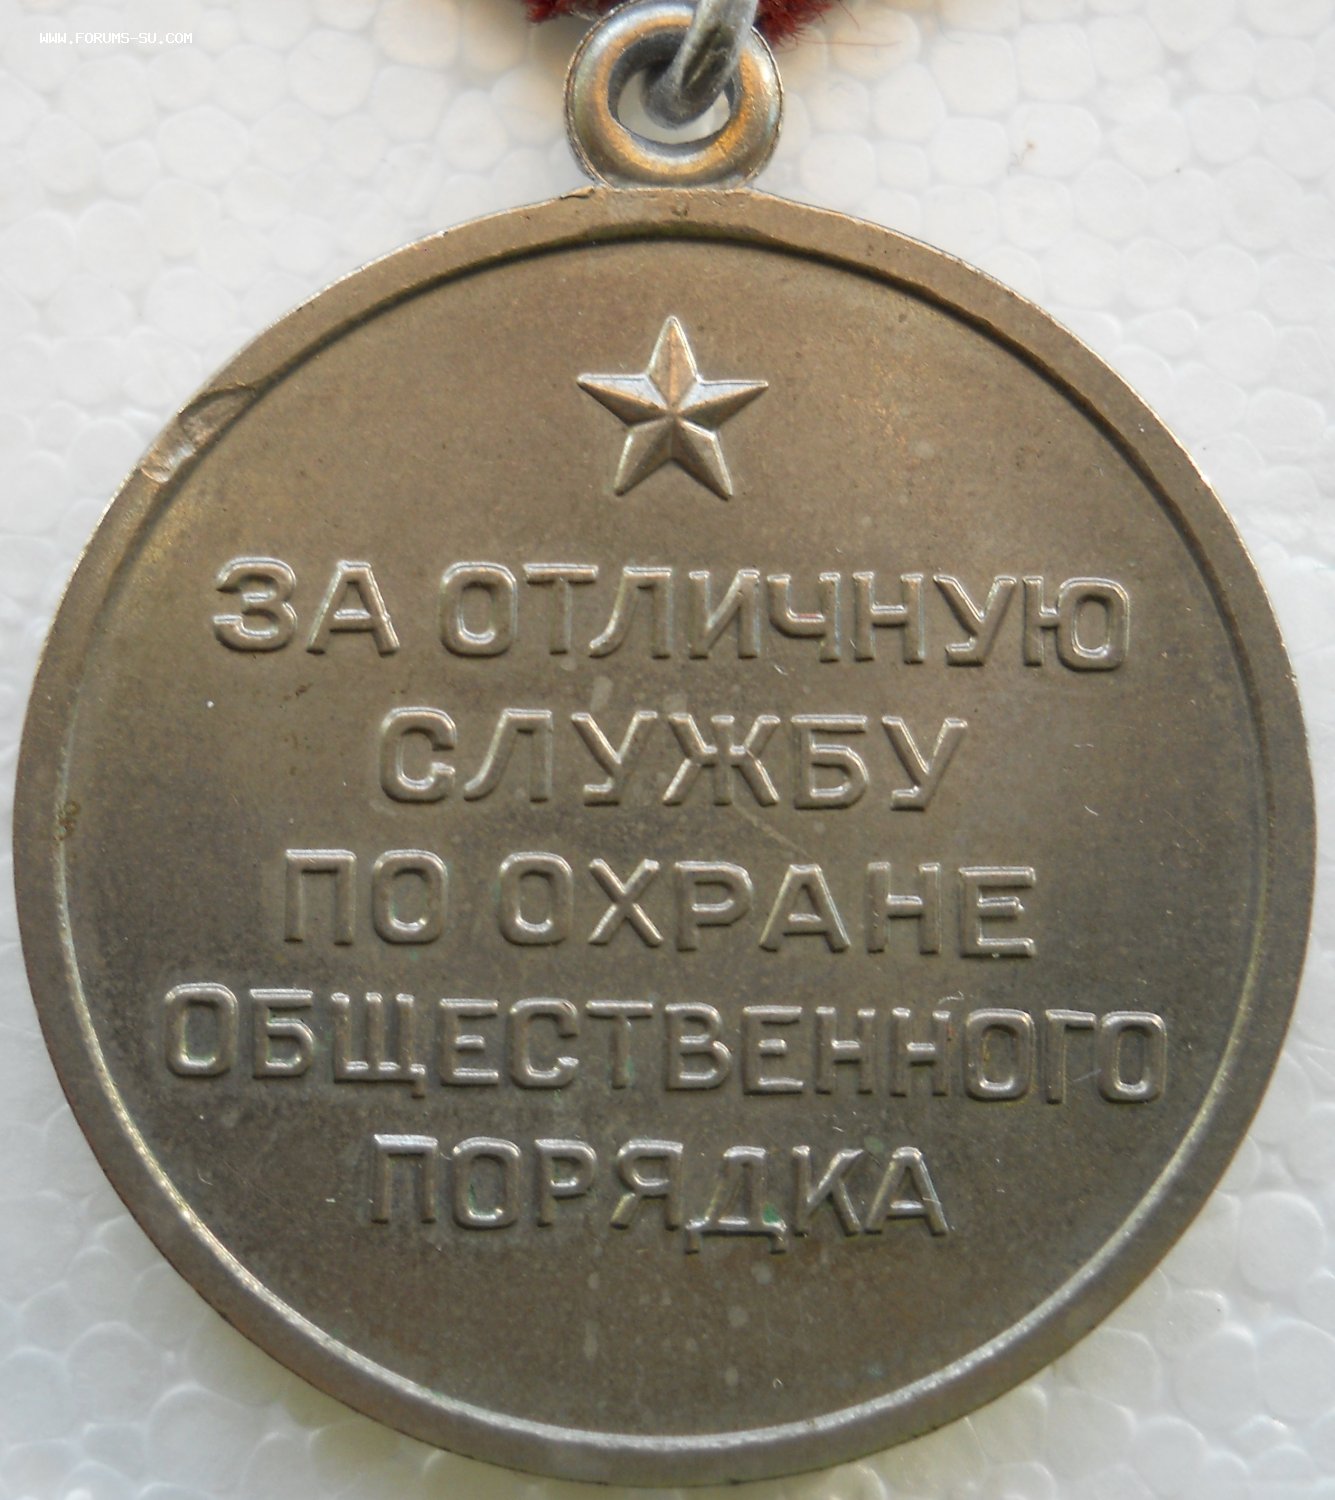 WWW.FORUMS-SU.COM
ЗА ОТЛИЧНУЮ
СЛУЖБУ
ПО ОХРАНЕ
ОБЩЕСТВЕННОГО
ПОРЯДКА